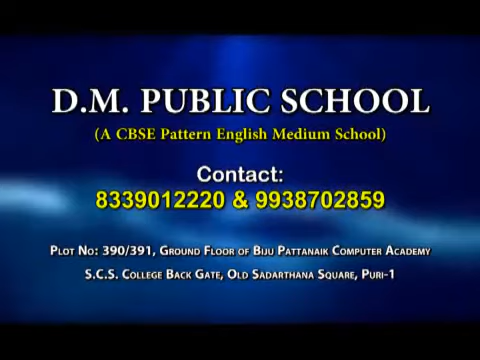 D.M. PUBLIC SCHOOL
(A CBSE Pattern English Medium School)
Contact:
8339012220 & 9938702859
Plot No: 390/391, Ground Floor of Biju Pattanaik Computer Academy
S.C.S. College Back Gate, Old Sadarthana Square, Puri-1